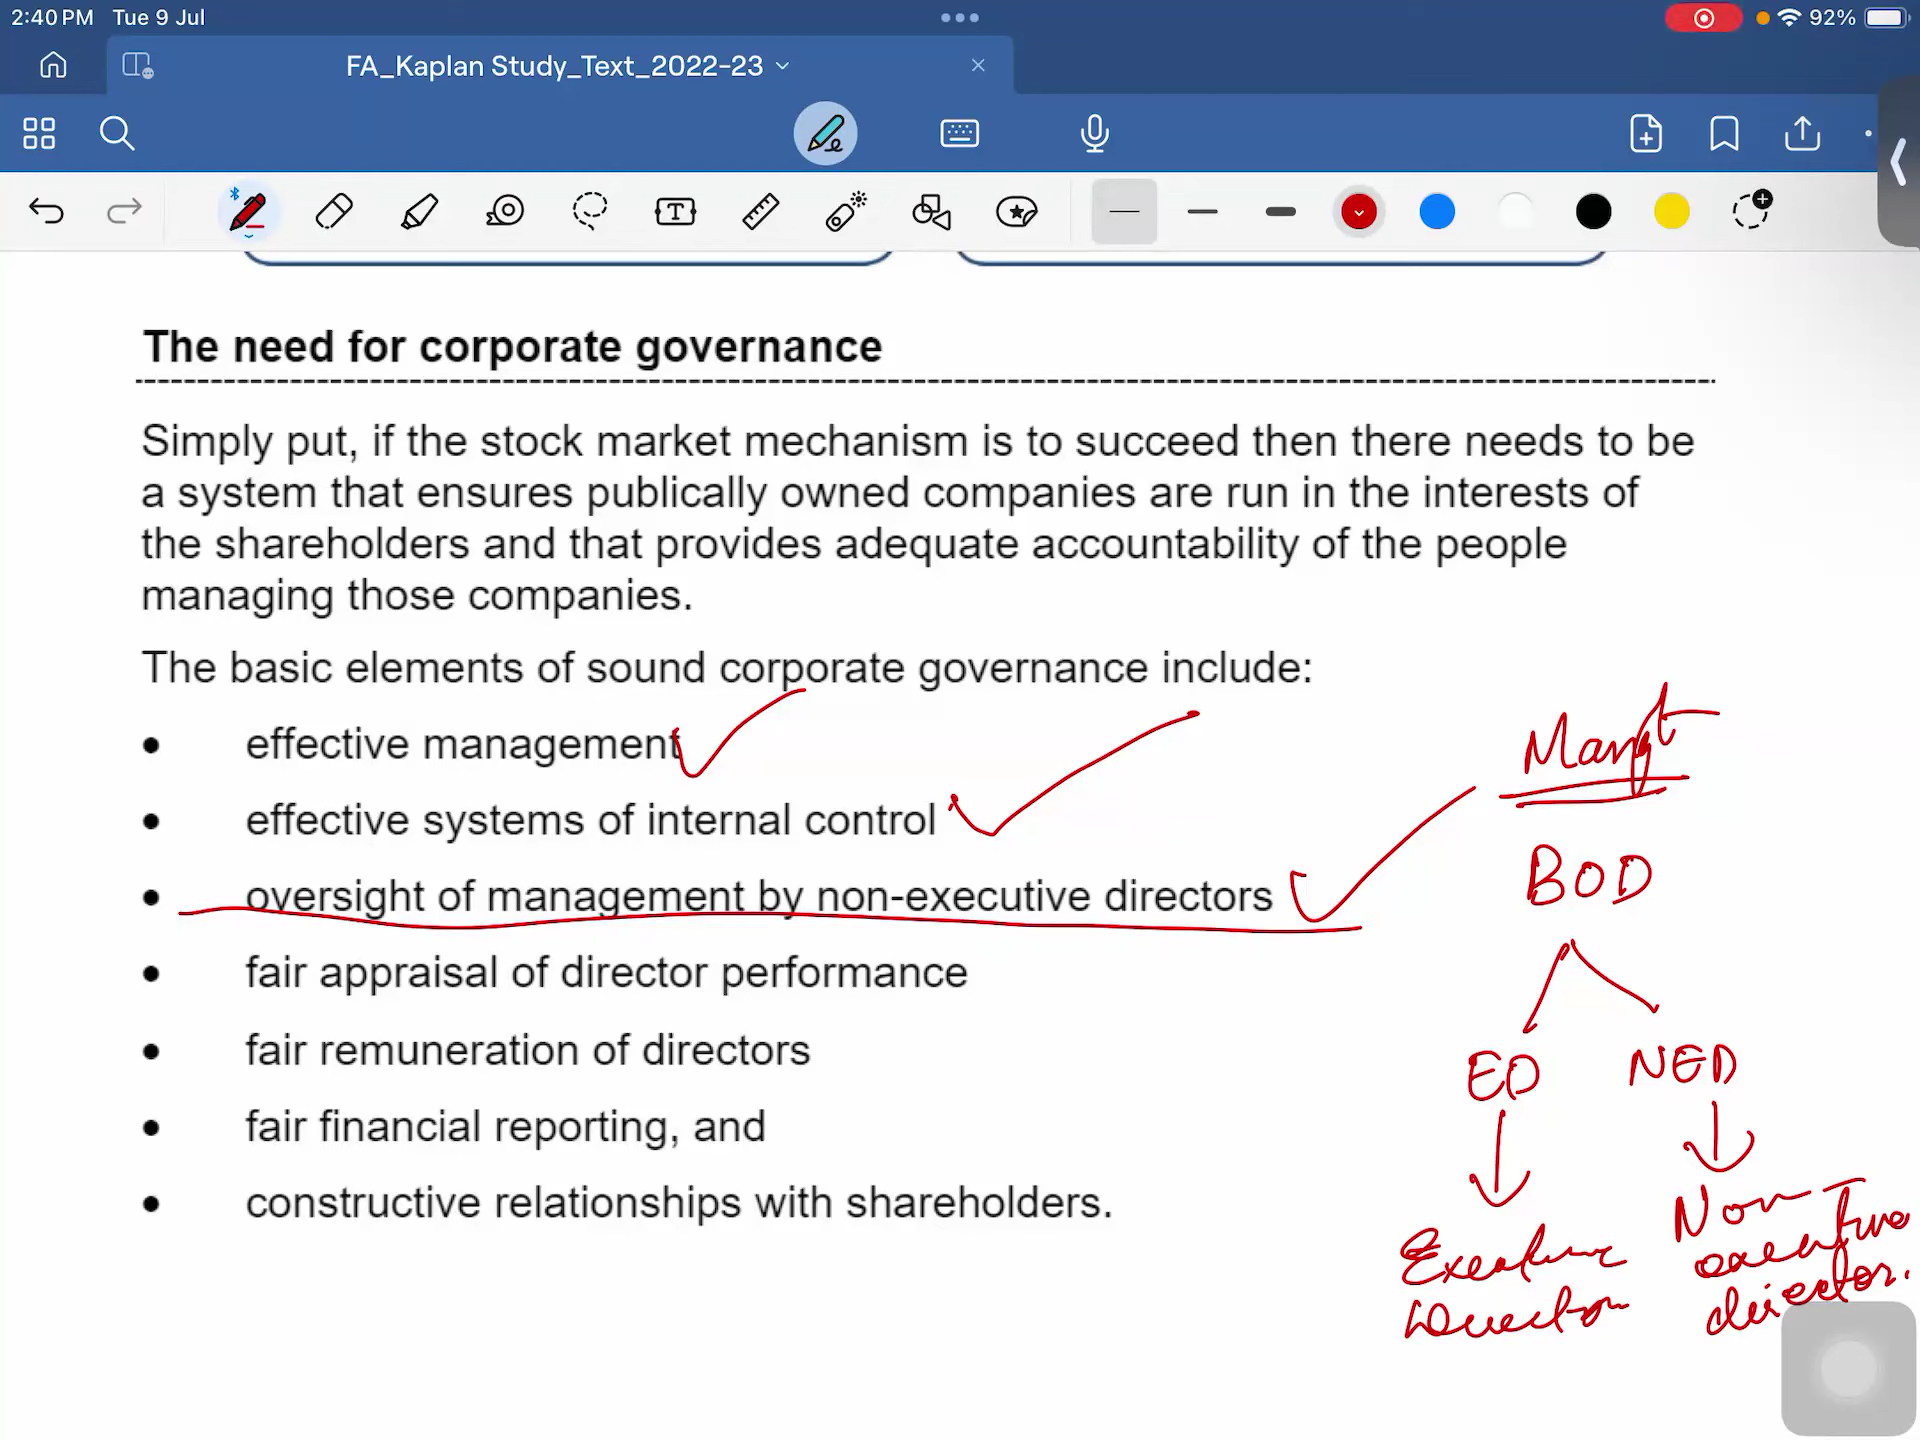 2:40 PM Tue 9 Jul
92%
FA_Kaplan Study_Text_2022-23
The need for corporate governance
Simply put, if the stock market mechanism is to succeed then there needs to be
a system that ensures publically owned companies are run in the interests of
the shareholders and that provides adequate accountability of the people
managing those companies.
The basic elements of sound corporate governance include:
• effective management
• effective systems of internal control
• oversight of management by non-executive directors
• fair appraisal of director performance
• fair remuneration of directors
• fair financial reporting, and
• constructive relationships with shareholders.
Mangt
BOD
ED NED
Executive
Director
Non
executive
director.